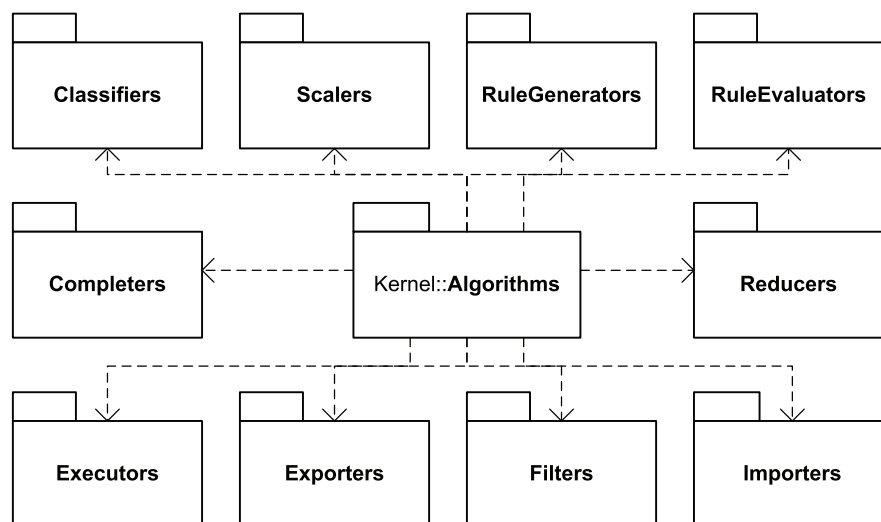 Classifiers
Scalers
RuleGenerators
RuleEvaluators
Completers
Kernel::Algorithms
Reducers
Executors
Exporters
Filters
Importers